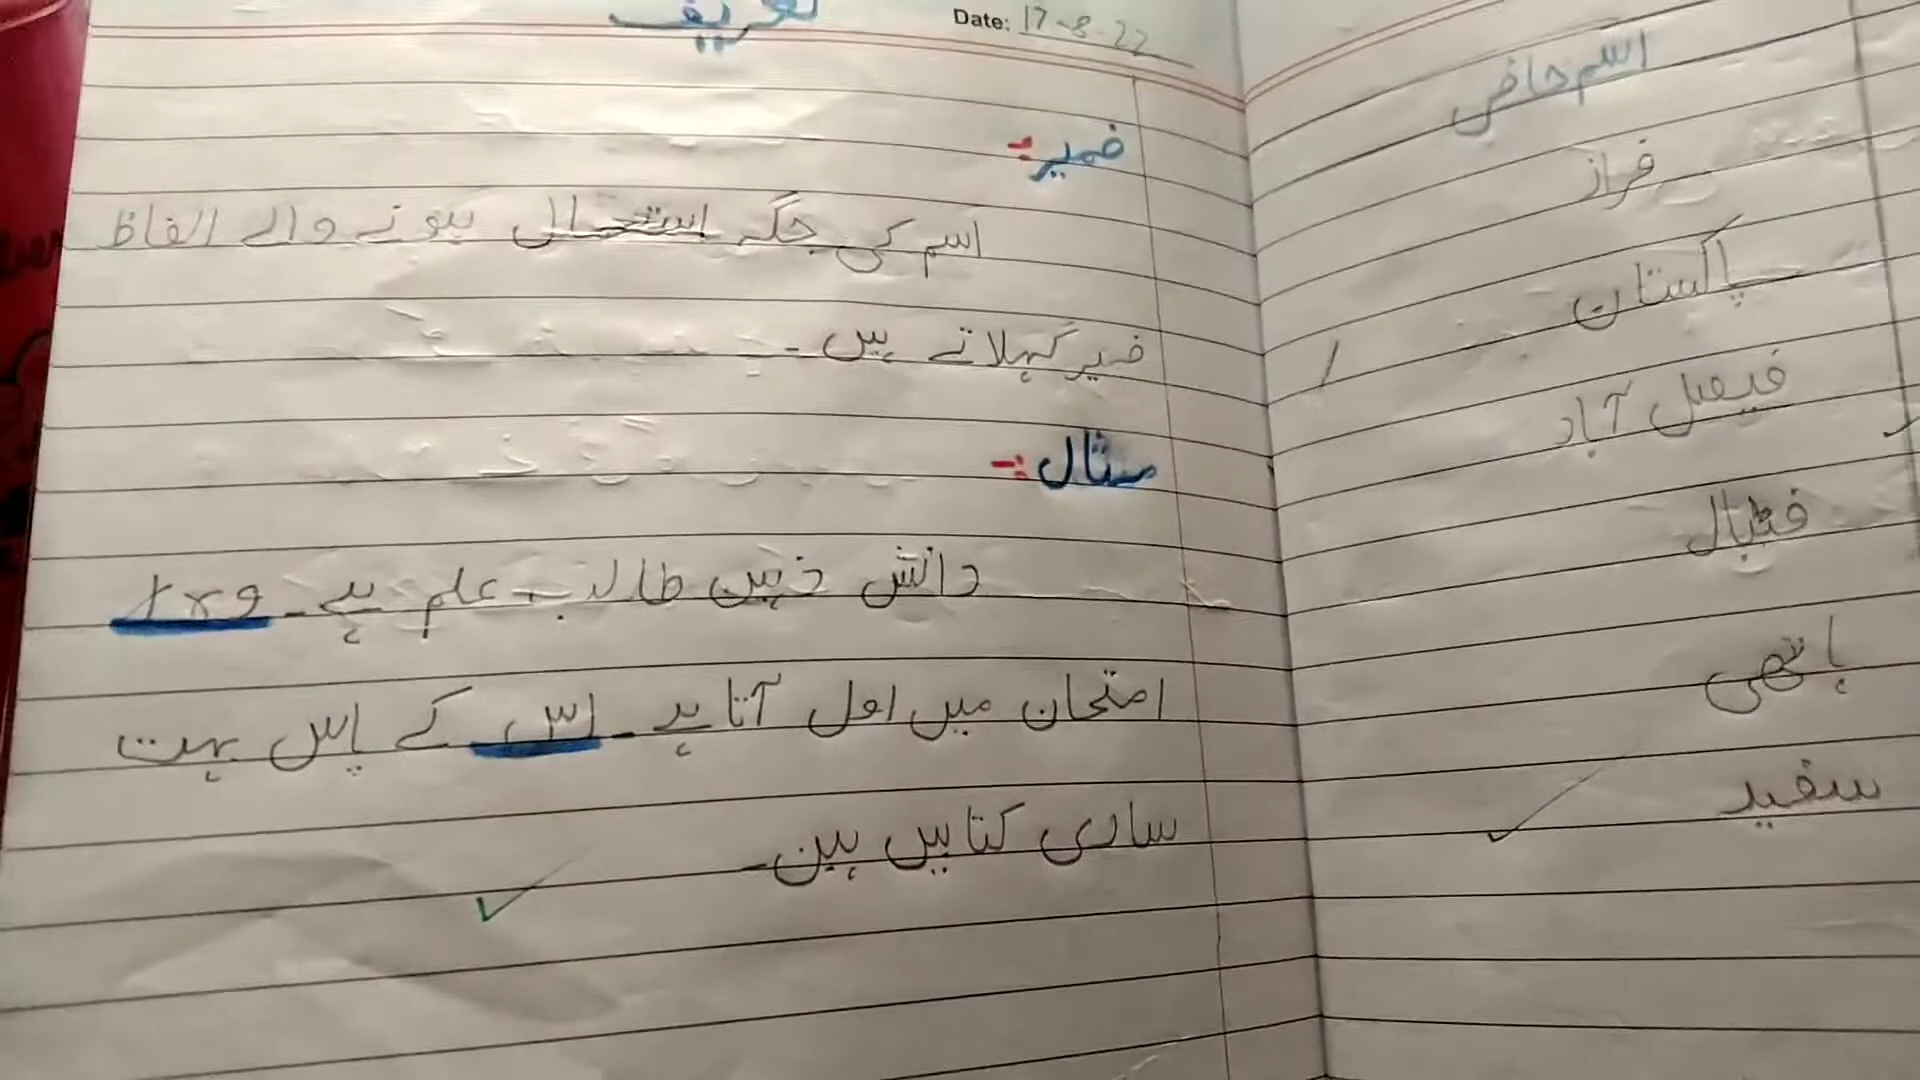 تعریف
Date: 17-8-22
ضمیر:-
اسم کی جگہ استعمال ہونے والے الفاظ
ضمیر کہلاتے ہیں۔
مثال:-
دانش ذہین طالب علم ہے۔ وہ
امتحان میں اول آتا ہے۔ اس کے پاس بہت
ساری کتابیں ہیں۔
اسم
فراز
پاکستان
فیصل آباد
فٹبال
ہاتھی
سفید